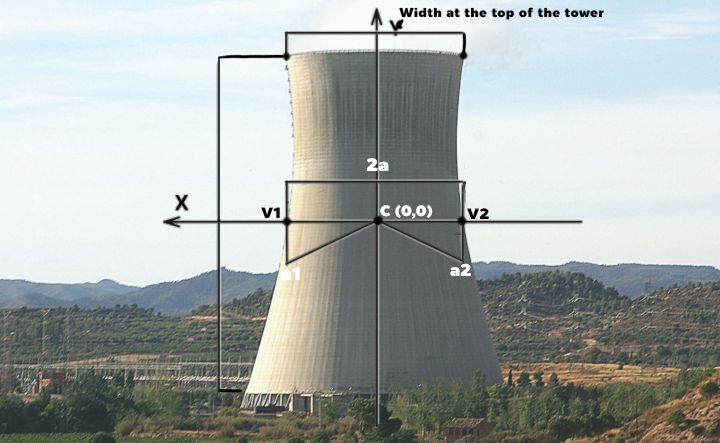 Width at the top of the tower
Y
2a
X
V1
C (0,0)
V2
a1
a2